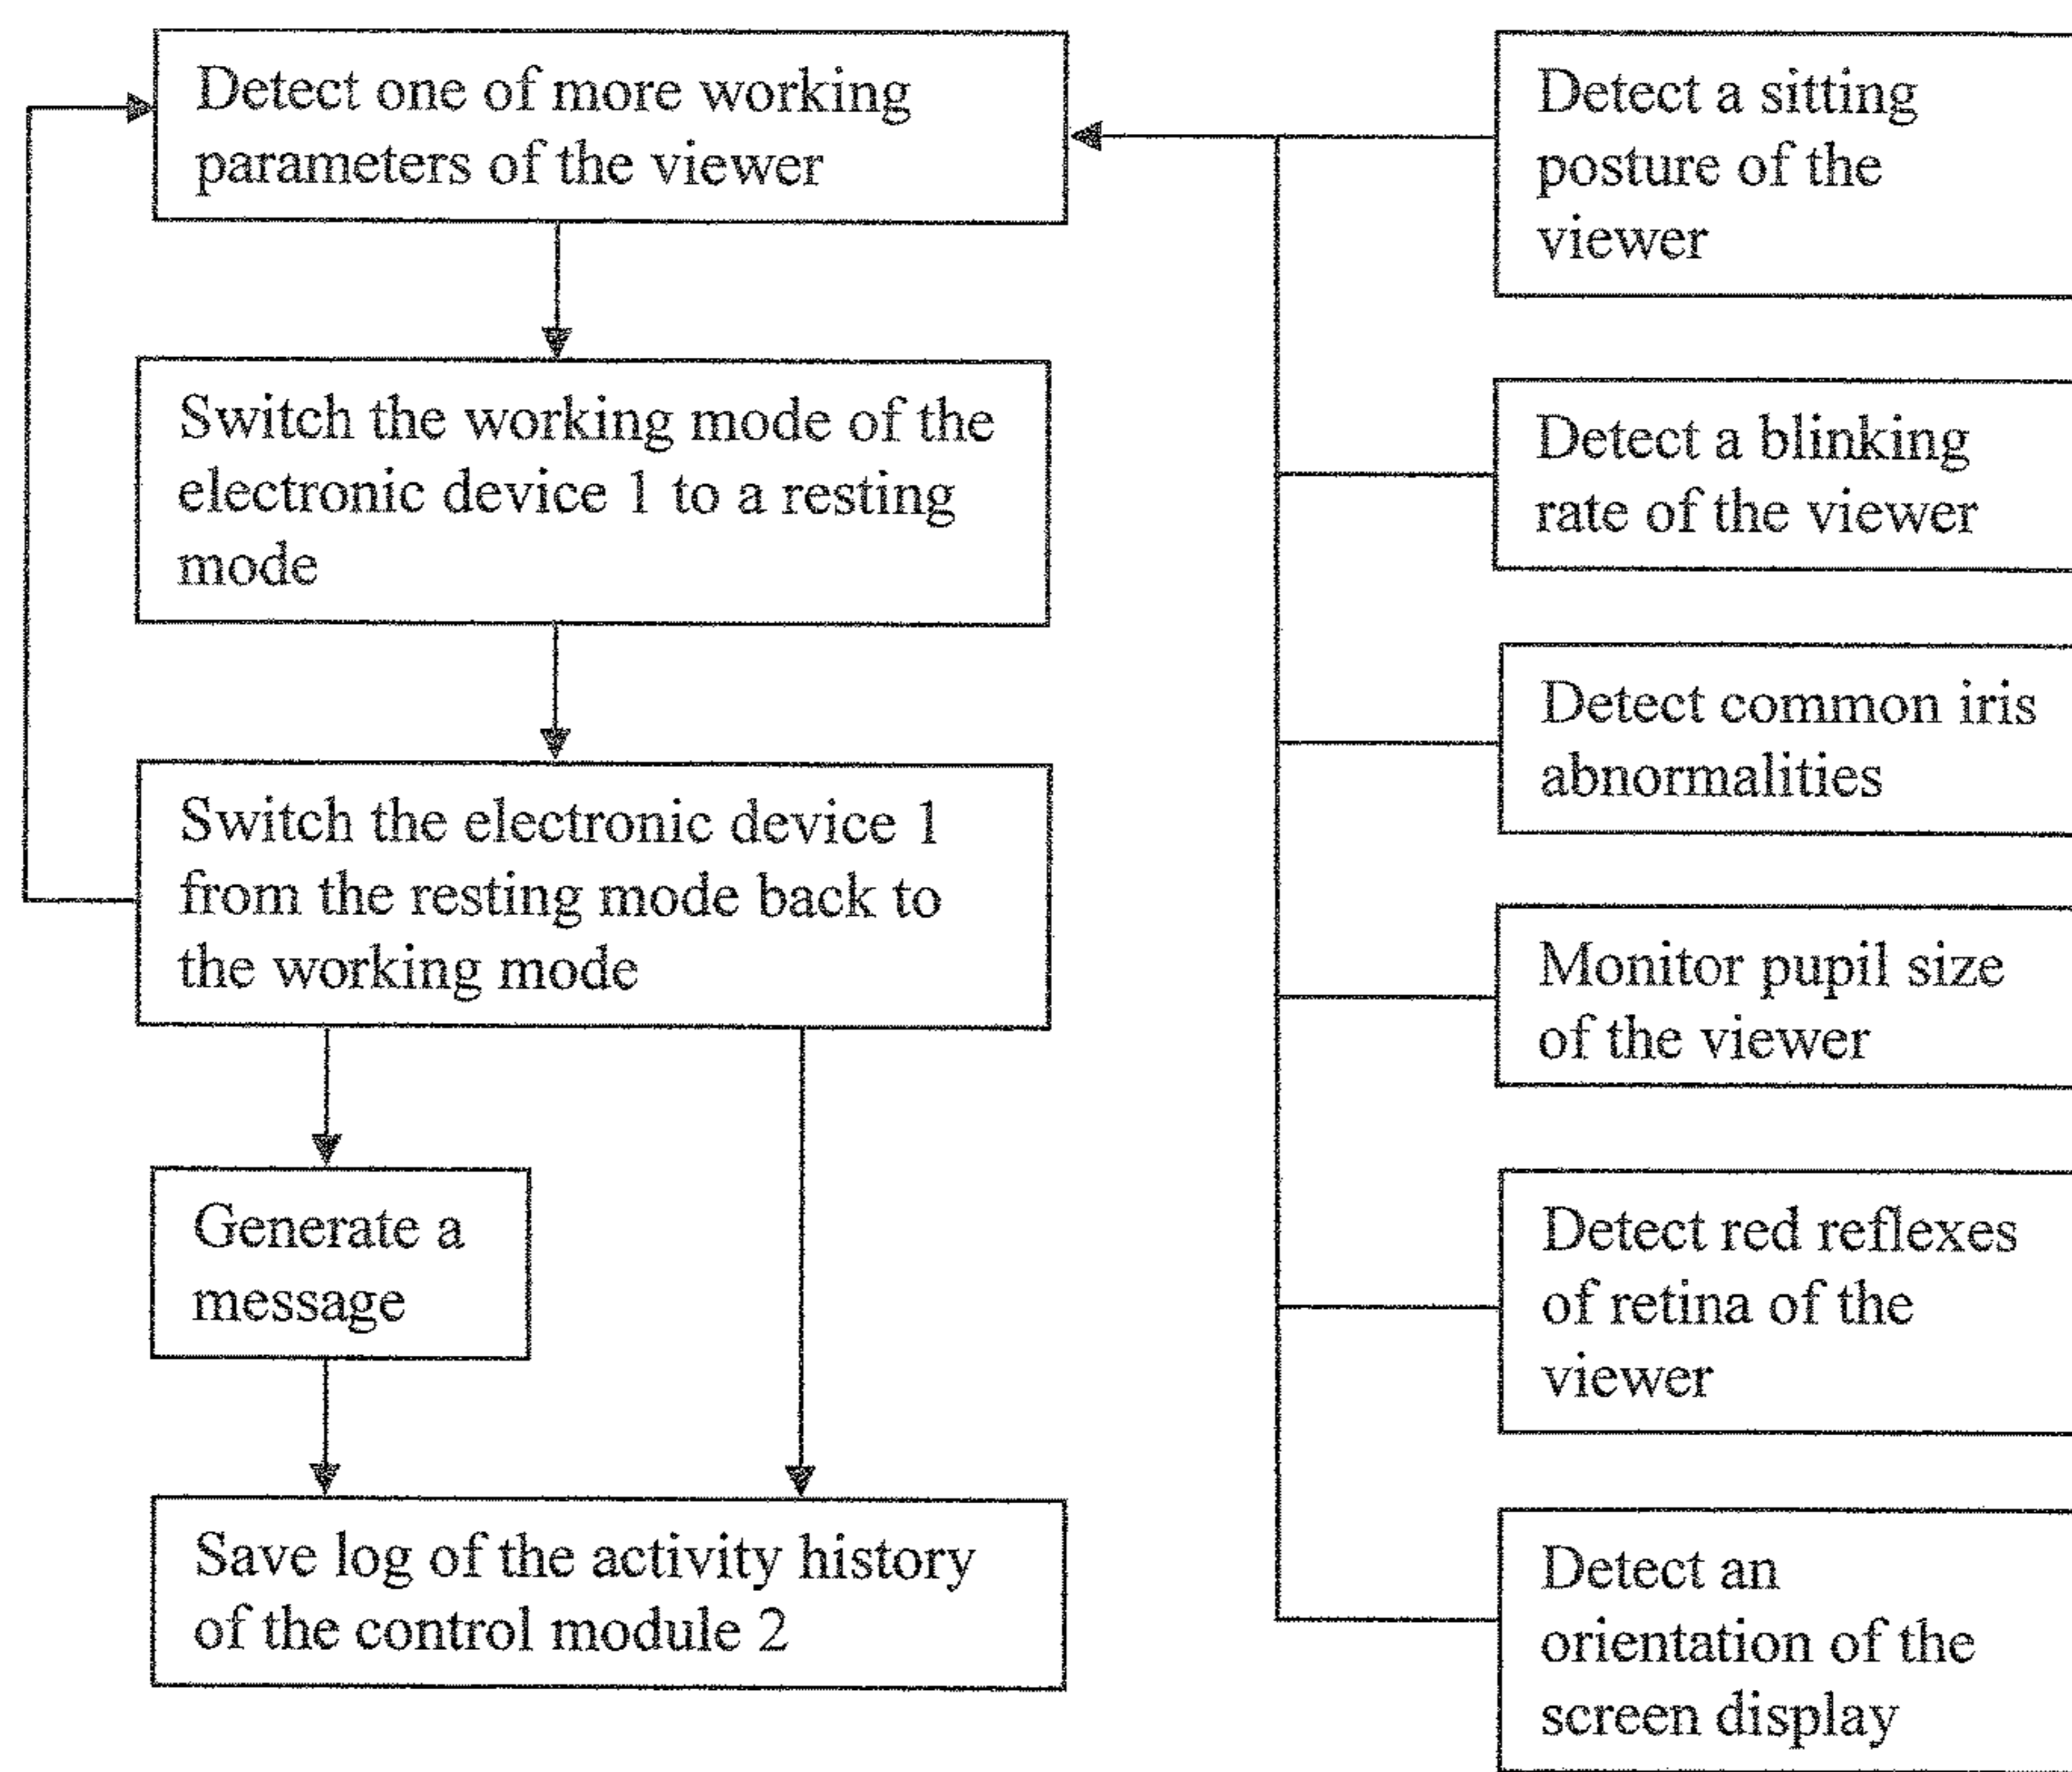 Detect one of more working
parameters of the viewer
Switch the working mode of the
electronic device 1 to a resting
mode
Switch the electronic device 1
from the resting mode back to
the working mode
Generate a
message
Save log of the activity history
of the control module 2
Detect a sitting
posture of the
viewer
Detect a blinking
rate of the viewer
Detect common iris
abnormalities
Monitor pupil size
of the viewer
Detect red reflexes
of retina of the
viewer
Detect an
orientation of the
screen display